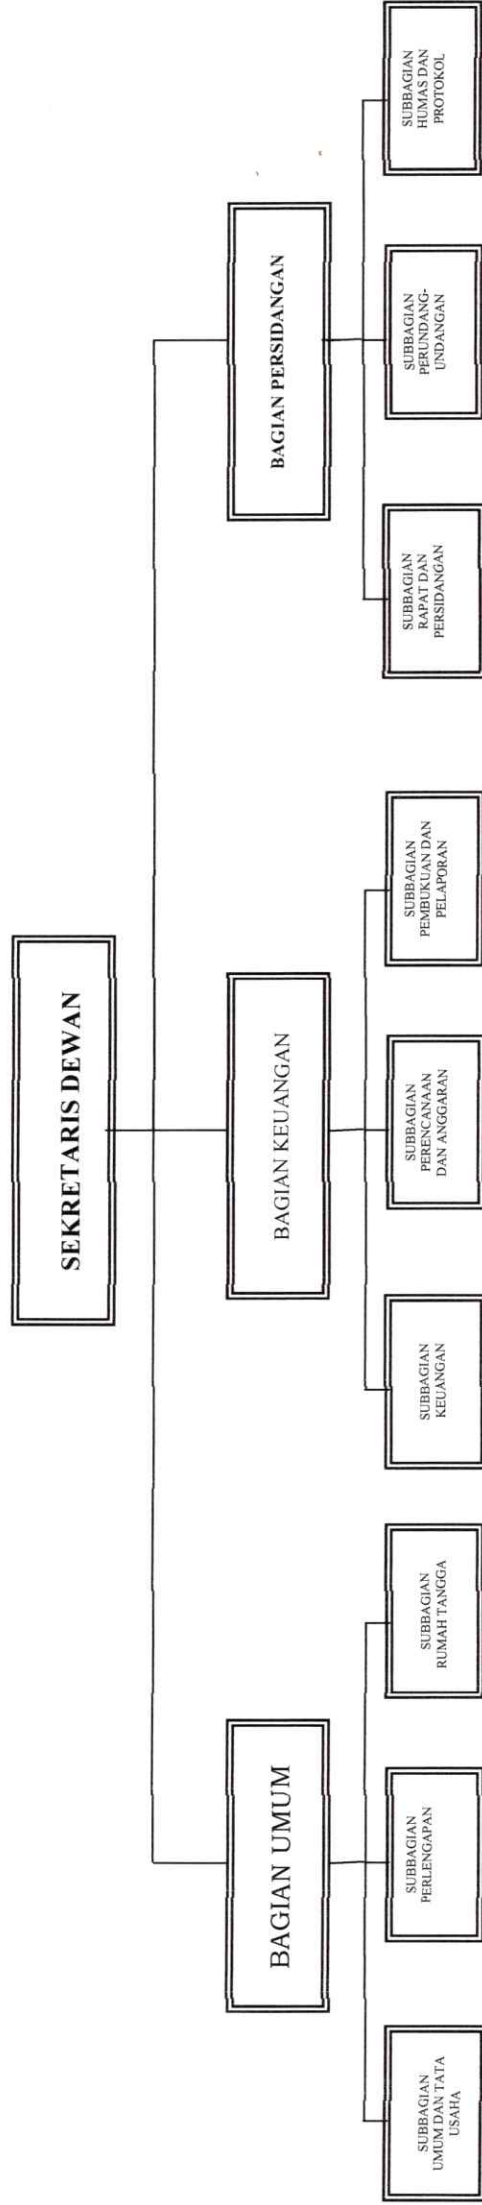 SEKRETARIS DEWAN
BAGIAN UMUM
BAGIAN KEUANGAN
BAGIAN PERSIDANGAN
SUBBAGIAN
UMUM DAN TATA
USAHA
SUBBAGIAN
PERLENGAPAN
SUBBAGIAN
RUMAH TANGGA
SUBBAGIAN
KEUANGAN
SUBBAGIAN
PERENCANAAN
DAN ANGGARAN
SUBBAGIAN
PEMBUKUAN DAN
PELAPORAN
SUBBAGIAN
RAPAT DAN
PERSIDANGAN
SUBBAGIAN
PERUNDANG-
UNDANGAN
SUBBAGIAN
HUMAS DAN
PROTOKOL